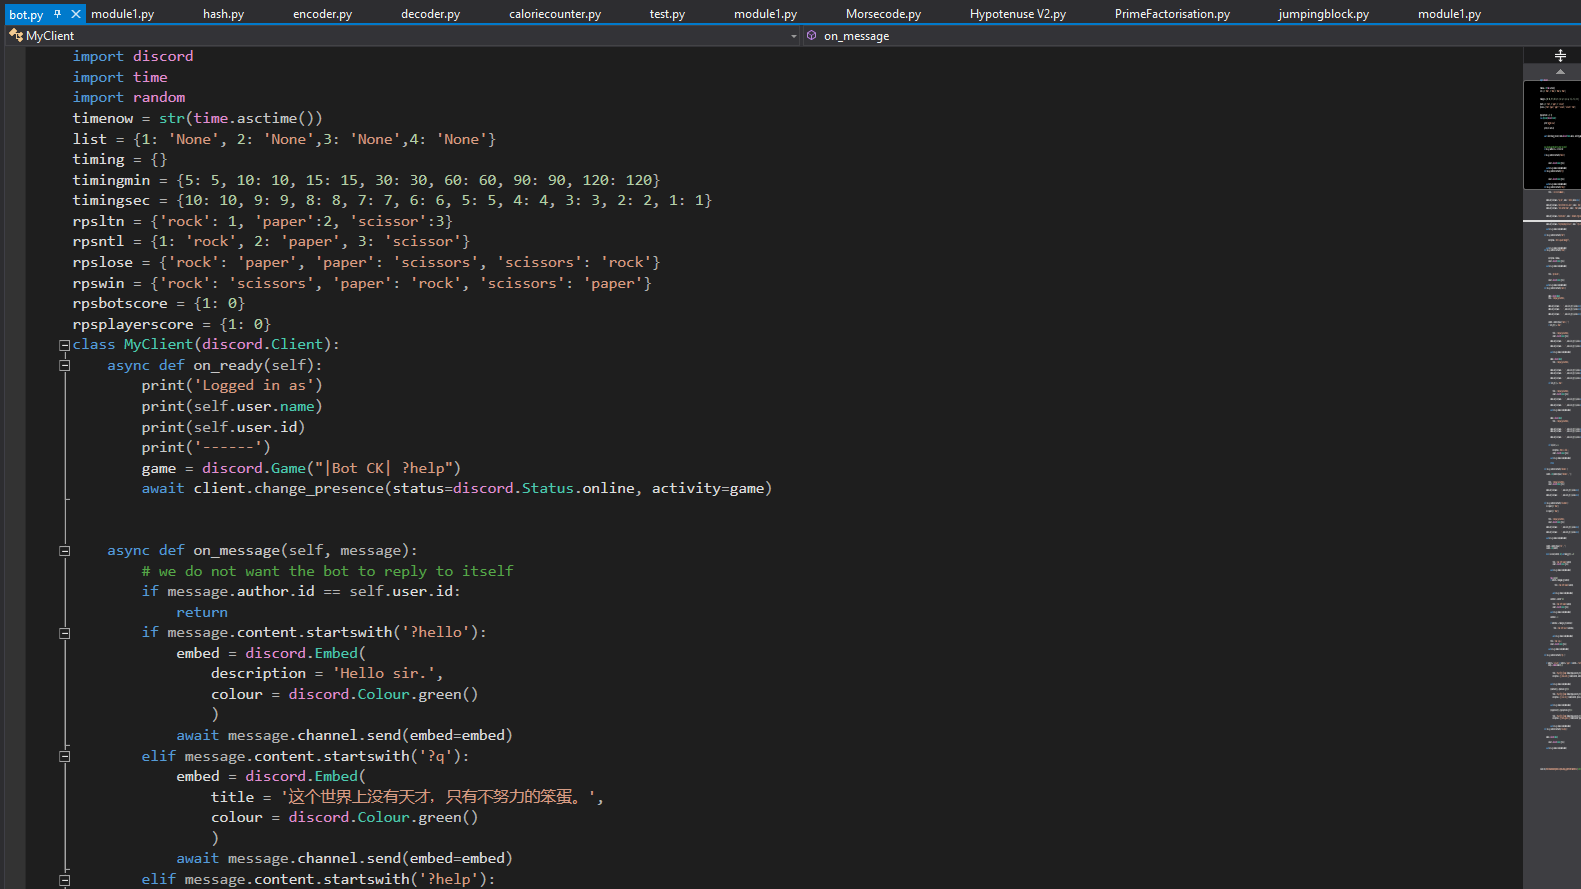 bot.py module1.py hash.py encoder.py decoder.py caloriecounter.py test.py module1.py Morsecode.py Hypotenuse V2.py PrimeFactorisation.py jumpingblock.py module1.py
MyClient on_message
import discord
import time
import random
timenow = str(time.asctime())
list = {1: 'None', 2: 'None',3: 'None',4: 'None'}
timing = {}
timingmin = {5: 5, 10: 10, 15: 15, 30: 30, 60: 60, 90: 90, 120: 120}
timingsec = {10: 10, 9: 9, 8: 8, 7: 7, 6: 6, 5: 5, 4: 4, 3: 3, 2: 2, 1: 1}
rpsltn = {'rock': 1, 'paper':2, 'scissor':3}
rpsntl = {1: 'rock', 2: 'paper', 3: 'scissor'}
rpslose = {'rock': 'paper', 'paper': 'scissors', 'scissors': 'rock'}
rpswin = {'rock': 'scissors', 'paper': 'rock', 'scissors': 'paper'}
rpsbotscore = {1: 0}
rpsplayerscore = {1: 0}
class MyClient(discord.Client):
    async def on_ready(self):
        print('Logged in as')
        print(self.user.name)
        print(self.user.id)
        print('------')
        game = discord.Game("|Bot CK| ?help")
        await client.change_presence(status=discord.Status.online, activity=game)
    async def on_message(self, message):
        # we do not want the bot to reply to itself
        if message.author.id == self.user.id:
            return
        if message.content.startswith('?hello'):
            embed = discord.Embed(
                description = 'Hello sir.',
                colour = discord.Colour.green()
                )
            await message.channel.send(embed=embed)
        elif message.content.startswith('?q'):
            embed = discord.Embed(
                title = '这个世界上没有天才，只有不努力的笨蛋。',
                colour = discord.Colour.green()
                )
            await message.channel.send(embed=embed)
        elif message.content.startswith('?help'):